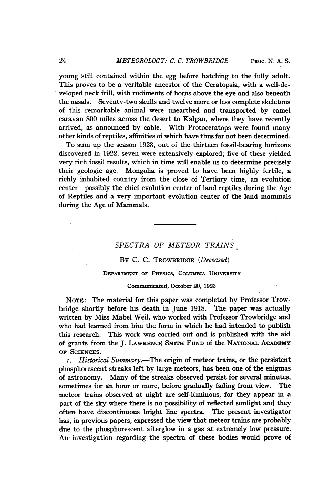 24 METEOROLOGY: C. C. TROWBRIDGE PROC. N. A. S.
young still contained within the egg before hatching to the fully adult.
This proves to be a veritable ancestor of the Ceratopsia, with a well-de-
veloped neck frill, with rudiments of horns above the eye and also beneath
the nasals. Seventy-two skulls and twelve more or less complete skeletons
of this remarkable animal were unearthed and transported by camel
caravan 800 miles across the desert to Kalgan, where they have recently
arrived, as announced by cable. With Protoceratops were found many
other kinds of reptiles, affinities of which have thus far not been determined.
To sum up the season 1923, out of the thirteen fossil-bearing horizons
discovered in 1922, seven were extensively explored; five of these yielded
very rich fossil results, which in time will enable us to determine precisely
their geologic age. Mongolia is proved to have been highly fertile, a
richly inhabited country from the close of Tertiary time, an evolution
center—possibly the chief evolution center of land reptiles during the Age
of Reptiles and a very important evolution center of the land mammals
during the Age of Mammals.
SPECTRA OF METEOR TRAINS
BY C. C. TROWBRIDGE (Deceased)
DEPARTMENT OF PHYSICS, COLUMBIA UNIVERSITY
Communicated, October 30, 1923
NOTE: The material for this paper was completed by Professor Trow-
bridge shortly before his death in June 1918. The paper was actually
written by Miss Mabel Weil, who worked with Professor Trowbridge and
who had learned from him the form in which he had intended to publish
this research. This work was carried out and is published with the aid
of grants from the J. LAWRENCE SMITH FUND of the NATIONAL ACADEMY
OF SCIENCES.
1. Historical Summary.—The origin of meteor trains, or the persistent
phosphorescent streaks left by large meteors, has been one of the enigmas
of astronomy. Many of the streaks observed persist for several minutes,
sometimes for an hour or more, before gradually fading from view. The
meteor trains observed at night are self-luminous, for they appear in a
part of the sky where there is no possibility of reflected sunlight and they
often have discontinuous bright line spectra. The present investigator
has, in previous papers, expressed the view that meteor trains are probably
due to the phosphorescent afterglow in a gas at extremely low pressure.
An investigation regarding the spectra of these bodies would prove of